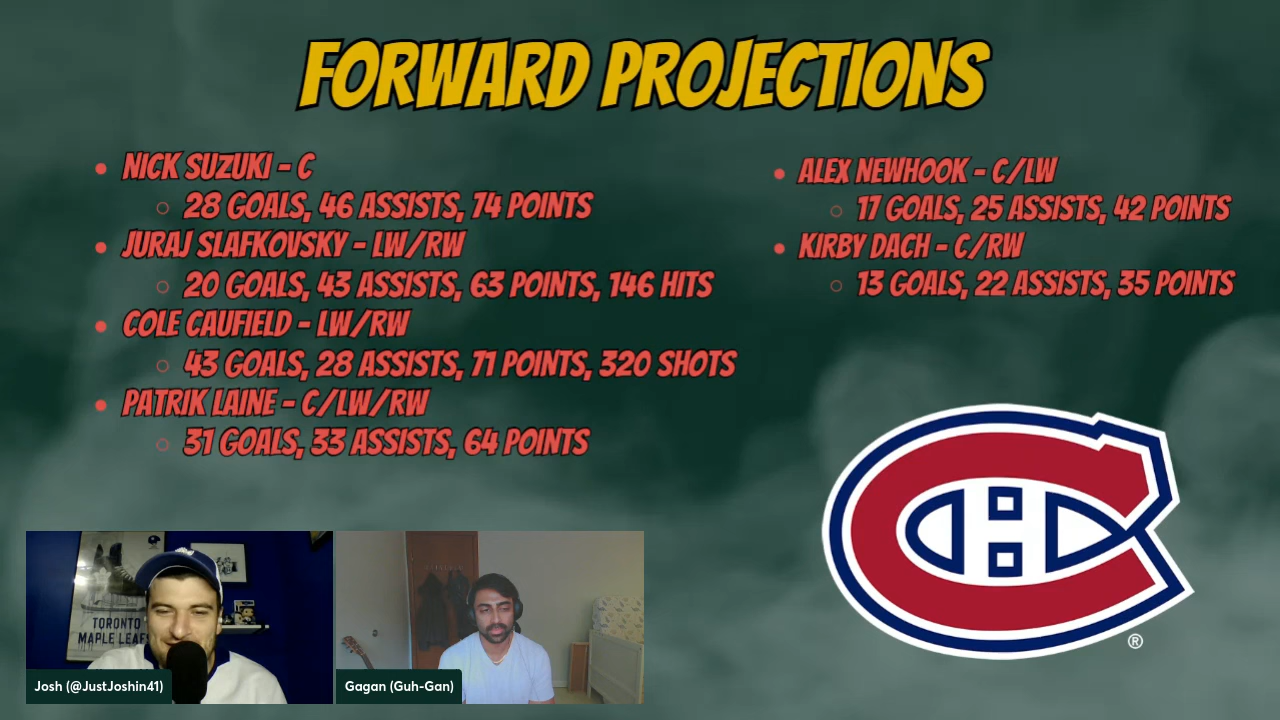 FORWARD PROJECTIONS
NICK SUZUKI - C
28 GOALS, 46 ASSISTS, 74 POINTS
JURAJ SLAFKOVSKY - LW/RW
20 GOALS, 43 ASSISTS, 63 POINTS, 146 HITS
COLE CAUFIELD - LW/RW
43 GOALS, 28 ASSISTS, 71 POINTS, 320 SHOTS
PATRIK LAINE - C/LW/RW
31 GOALS, 33 ASSISTS, 64 POINTS
ALEX NEWHOOK - C/LW
17 GOALS, 25 ASSISTS, 42 POINTS
KIRBY DACH - C/RW
13 GOALS, 22 ASSISTS, 35 POINTS
CH
®
TORONTO
MAPLE LEAFS
Josh (@JustJoshin41)
Gagan (Guh-Gan)